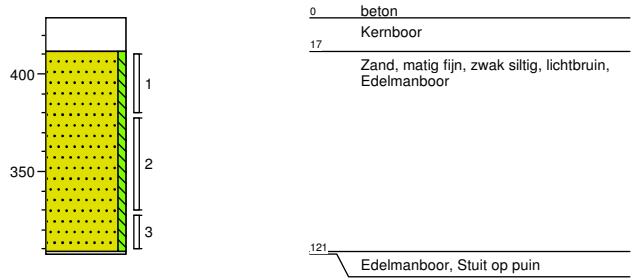 0 beton
Kernboor
17
Zand, matig fijn, zwak siltig, lichtbruin,
Edelmanboor
400
1
2
350
3
121
Edelmanboor, Stuit op puin